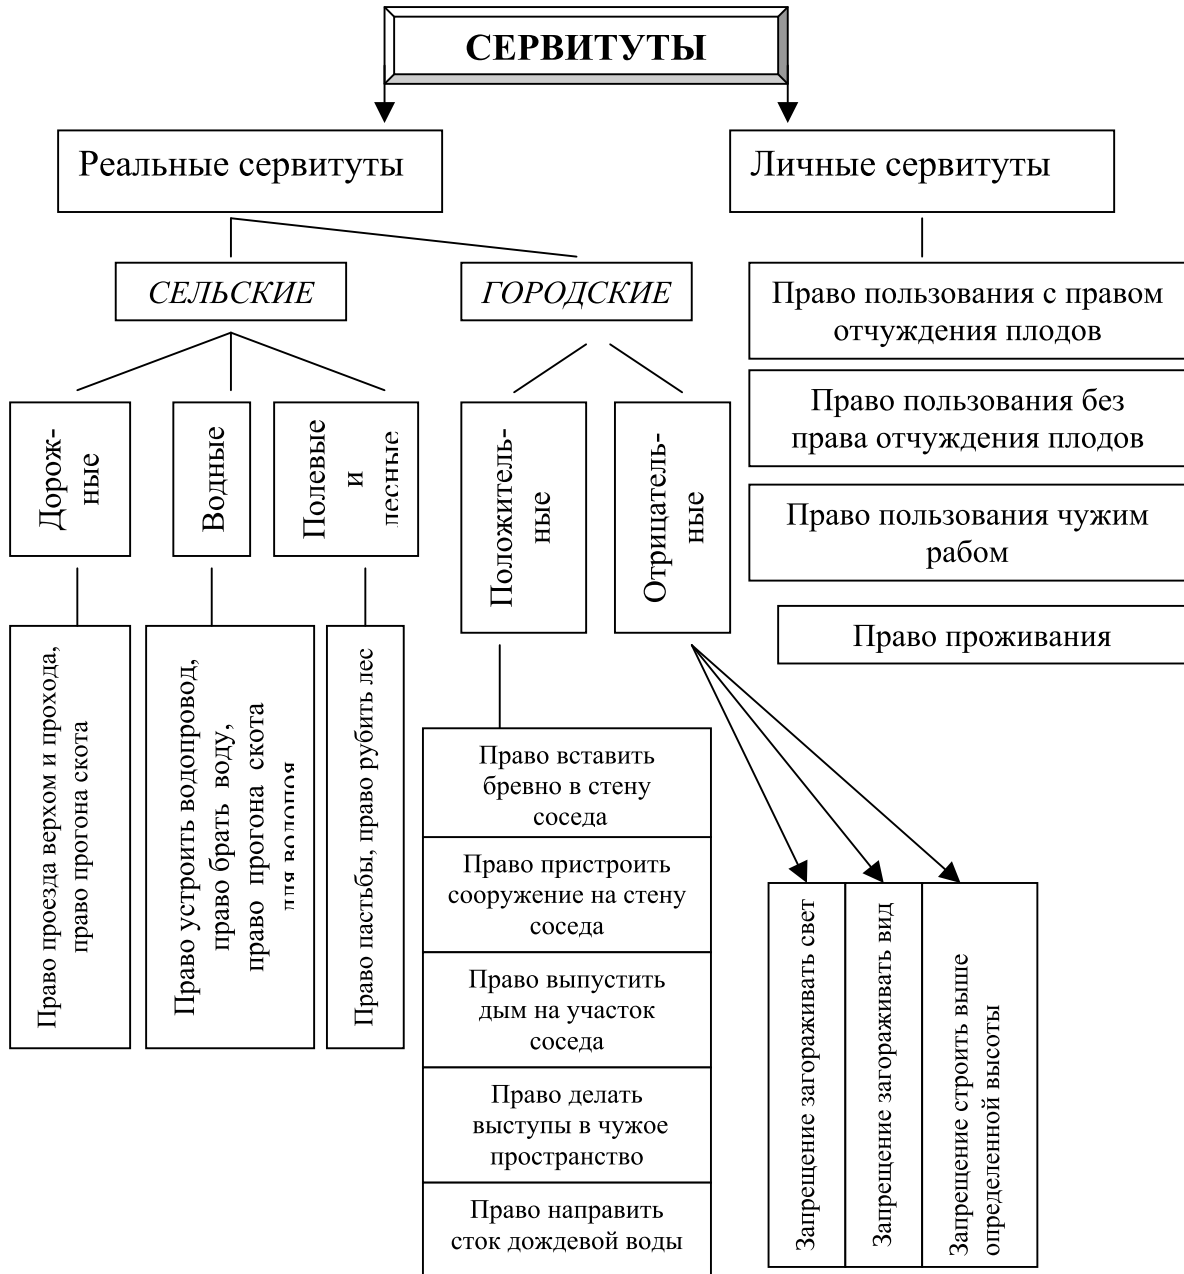 СЕРВИТУТЫ
Реальные сервитуты
Личные сервитуты
СЕЛЬСКИЕ
ГОРОДСКИЕ
Право пользования с правом
отчуждения плодов
Право пользования без
права отчуждения плодов
Право пользования чужим
рабом
Право проживания
Дорож-
ные
Водные
Полевые
и
лесные
Положитель-
ные
Отрицатель-
ные
Право проезда верхом и прохода,
право прогона скота
Право устроить водопровод,
право брать воду,
право прогона скота
для водопоя
Право пастьбы, право рубить лес
Право вставить
бревно в стену
соседа
Право пристроить
сооружение на стену
соседа
Право выпустить
дым на участок
соседа
Право делать
выступы в чужое
пространство
Право направить
сток дождевой воды
Запрещение загораживать свет
Запрещение загораживать вид
Запрещение строить выше
определенной высоты